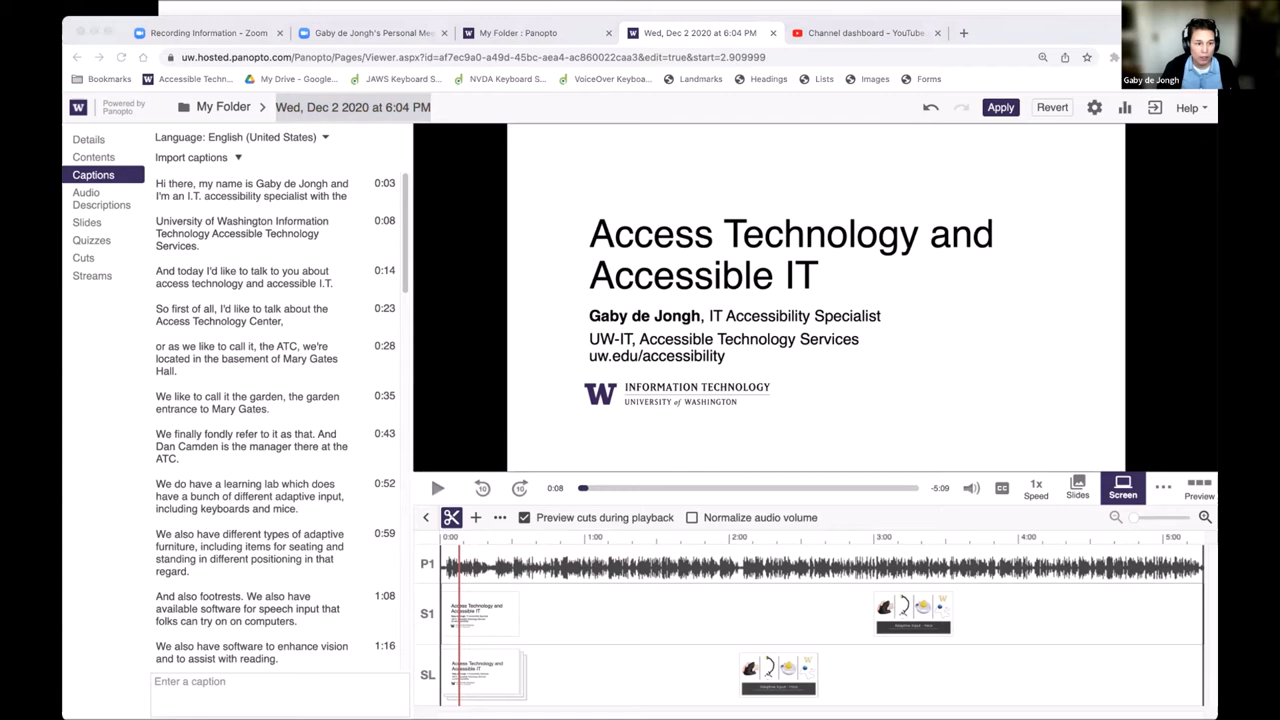 Recording Information - Zoom
Gaby de Jongh's Personal Mee
My Folder : Panopto
Wed, Dec 2 2020 at 6:04 PM
Channel dashboard - YouTube
uw.hosted.panopto.com/Panopto/Pages/Viewer.aspx?id=af7ec9a0-a49d-45bc-aea4-ac860022caa3&edit=true&start=2.909999
Bookmarks
Accessible Techn...
My Drive - Google...
JAWS Keyboard S...
NVDA Keyboard S...
VoiceOver Keyboa...
Landmarks
Headings
Lists
Images
Forms
Gaby de Jongh
W
Powered by
Panopto
My Folder
Wed, Dec 2 2020 at 6:04 PM
Apply
Revert
Help
Details
Contents
Captions
Audio
Descriptions
Slides
Quizzes
Cuts
Streams
Language: English (United States)
Import captions
Hi there, my name is Gaby de Jongh and 0:03
I'm an I.T. accessibility specialist with the
University of Washington Information 0:08
Technology Accessible Technology
Services.
And today I'd like to talk to you about 0:14
access technology and accessible I.T.
So first of all, I'd like to talk about the 0:23
Access Technology Center,
or as we like to call it, the ATC, we're 0:28
located in the basement of Mary Gates
Hall.
We like to call it the garden, the garden 0:35
entrance to Mary Gates.
We finally fondly refer to it as that. And 0:43
Dan Camden is the manager there at the
ATC.
We do have a learning lab which does 0:52
have a bunch of different adaptive input,
including keyboards and mice.
We also have different types of adaptive 0:59
furniture, including items for seating and
standing in different positioning in that
regard.
And also footrests. We also have 1:08
available software for speech input that
folks can try on on computers.
We also have software to enhance vision 1:16
and to assist with reading.
Enter a caption
Access Technology and
Accessible IT
Gaby de Jongh, IT Accessibility Specialist
UW-IT, Accessible Technology Services
uw.edu/accessibility
W INFORMATION TECHNOLOGY
UNIVERSITY of WASHINGTON
10
10
0:08
-5:09
CC
1x
Speed
Slides
Screen
Preview
Preview cuts during playback
Normalize audio volume
0:00
1:00
2:00
3:00
4:00
5:00
P1
S1
Access Technology and
Accessible IT
SL
Access Technology and
Accessible IT